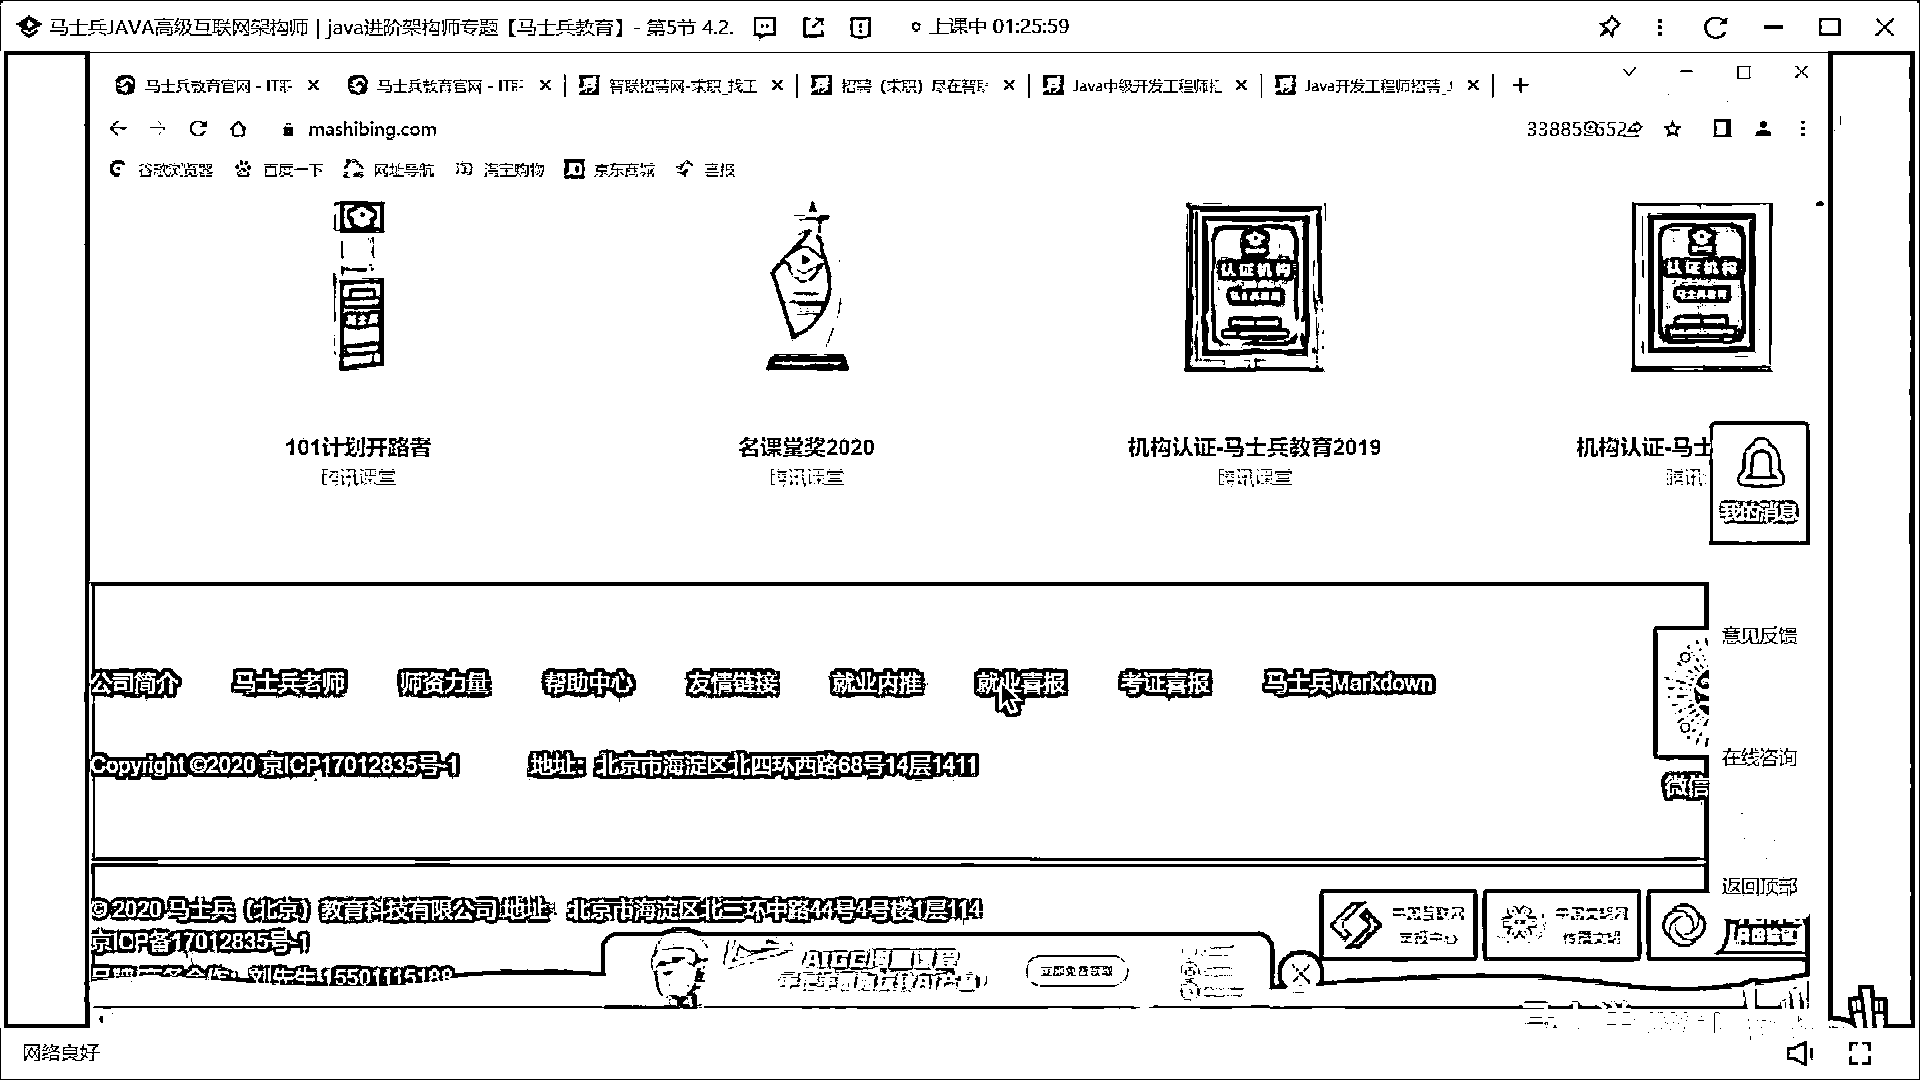 马士兵JAVA高级互联网架构师 | java进阶架构师专题【马士兵教育】- 第5节 4.2.
上课中 01:25:59
马士兵教育官网 - IT职
马士兵教育官网 - IT职
智联招聘网-求职_找工
招聘（求职）尽在智联
Java中级开发工程师招
Java开发工程师招聘_
mashibing.com
谷歌浏览器 百度一下 网址导航 淘宝购物 京东商城 喜报
101计划开路者 名课堂奖2020 机构认证-马士兵教育2019 机构认证-马士
腾讯课堂 腾讯课堂 腾讯课堂 腾讯
认证机构
认证机构
我的消息
意见反馈
公司简介 马士兵老师 师资力量 帮助中心 友情链接 就业内推 就业喜报 考证喜报 马士兵Markdown
在线咨询
Copyright ©2020 京ICP17012835号-1 地址：北京市海淀区北四环西路68号14层1411
微信
返回顶部
© 2020 马士兵（北京）教育科技有限公司 地址：北京市海淀区北三环中路44号4号楼1层114
京ICP备17012835号-1
立即免费领取
网络良好